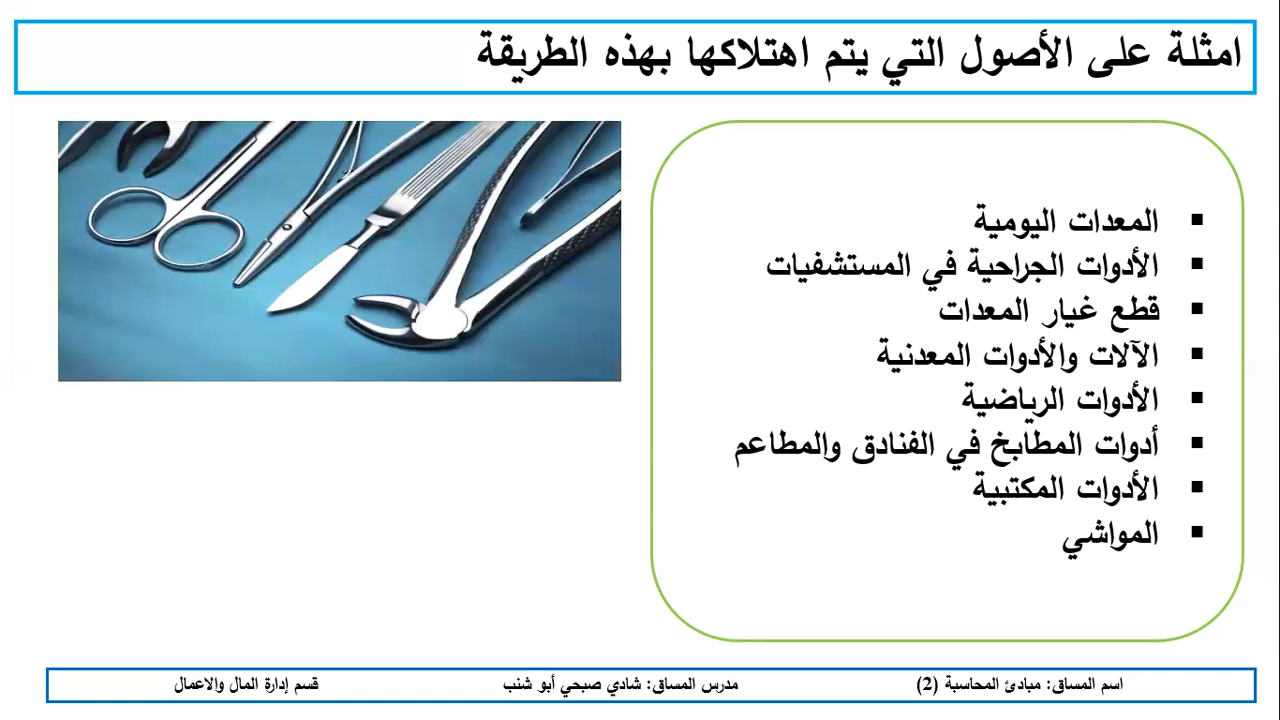 امثلة على الأصول التي يتم اهتلاكها بهذه الطريقة
▪ المعدات اليومية
▪ الأدوات الجراحية في المستشفيات
▪ قطع غيار المعدات
▪ الآلات والأدوات المعدنية
▪ الأدوات الرياضية
▪ أدوات المطابخ في الفنادق والمطاعم
▪ الأدوات المكتبية
▪ المواشي
اسم المساق: مبادئ المحاسبة (2) مدرس المساق: شادي صبحي أبو شنب قسم إدارة المال والاعمال